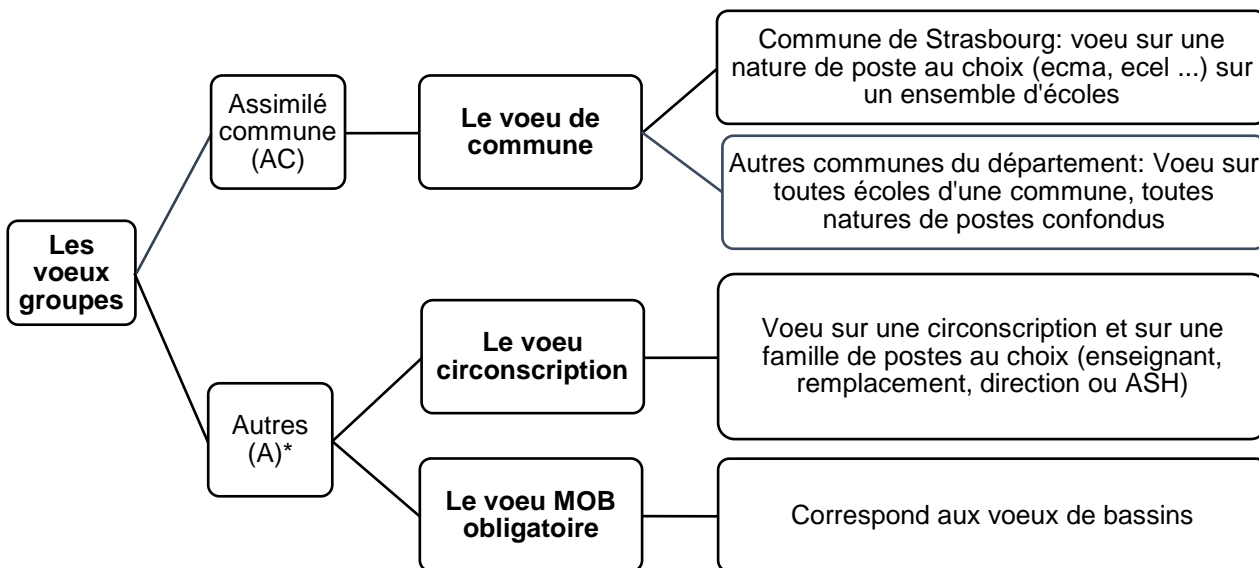 Les
voeux
groupes
Assimilé
commune
(AC)
Le voeu de
commune
Commune de Strasbourg: voeu sur une
nature de poste au choix (ecma, ecel ...) sur
un ensemble d'écoles
Autres communes du département: Voeu sur
toutes écoles d'une commune, toutes
natures de postes confondus
Autres
(A)*
Le voeu
circonscription
Voeu sur une circonscription et sur une
famille de postes au choix (enseignant,
remplacement, direction ou ASH)
Le voeu MOB
obligatoire
Correspond aux voeux de bassins